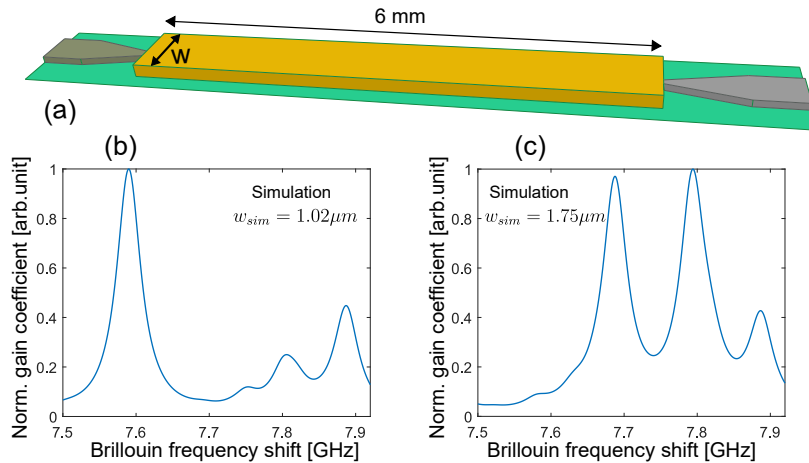 6 mm
W
(a)
(b)
(c)
Norm. gain coefficient [arb.unit]
1
0.8
0.6
0.4
0.2
0
Simulation
w_sim = 1.02μm
7.5 7.6 7.7 7.8 7.9
Brillouin frequency shift [GHz]
Norm. gain coefficient [arb.unit]
1
0.8
0.6
0.4
0.2
0
Simulation
w_sim = 1.75μm
7.5 7.6 7.7 7.8 7.9
Brillouin frequency shift [GHz]